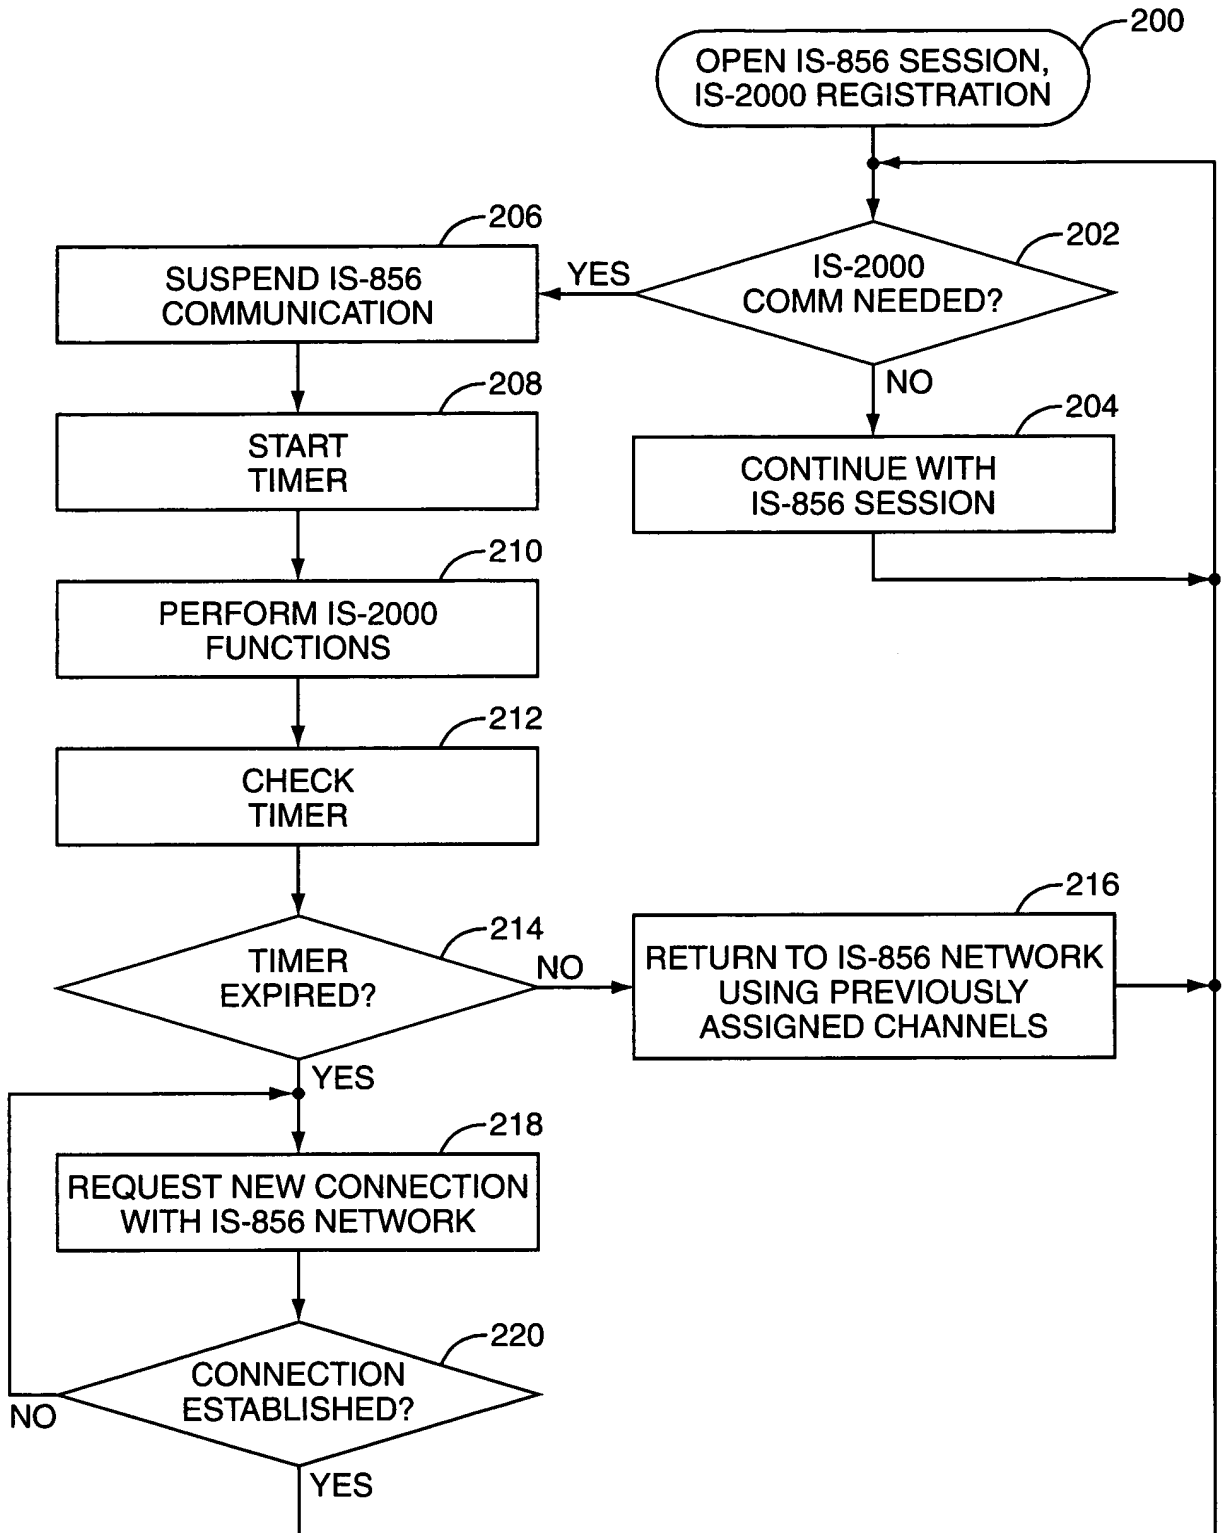 200
OPEN IS-856 SESSION,
IS-2000 REGISTRATION
202
IS-2000
COMM NEEDED?
YES
NO
204
CONTINUE WITH
IS-856 SESSION
206
SUSPEND IS-856
COMMUNICATION
208
START
TIMER
210
PERFORM IS-2000
FUNCTIONS
212
CHECK
TIMER
214
TIMER
EXPIRED?
NO
216
RETURN TO IS-856 NETWORK
USING PREVIOUSLY
ASSIGNED CHANNELS
YES
218
REQUEST NEW CONNECTION
WITH IS-856 NETWORK
220
CONNECTION
ESTABLISHED?
NO
YES